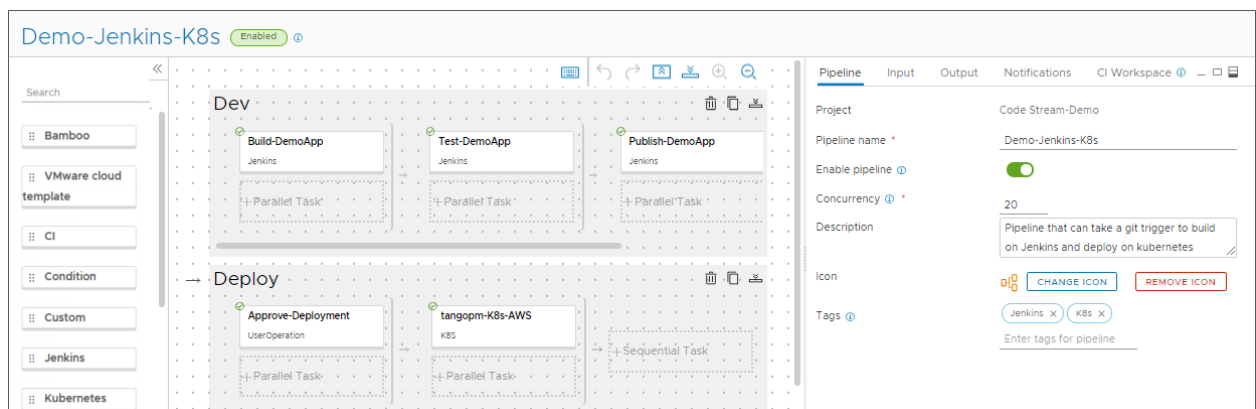 Demo-Jenkins-K8s Enabled
Search
Bamboo
VMware cloud
template
CI
Condition
Custom
Jenkins
Kubernetes
Dev
Build-DemoApp
Jenkins
+ Parallel Task
Test-DemoApp
Jenkins
+ Parallel Task
Publish-DemoApp
Jenkins
+ Parallel Task
Deploy
Approve-Deployment
UserOperation
+ Parallel Task
tangopm-K8s-AWS
K8S
+ Parallel Task
+ Sequential Task
Pipeline Input Output Notifications CI Workspace
Project Code Stream-Demo
Pipeline name * Demo-Jenkins-K8s
Enable pipeline
Concurrency * 20
Description Pipeline that can take a git trigger to build
on Jenkins and deploy on kubernetes
Icon CHANGE ICON REMOVE ICON
Tags Jenkins X K8s X
Enter tags for pipeline